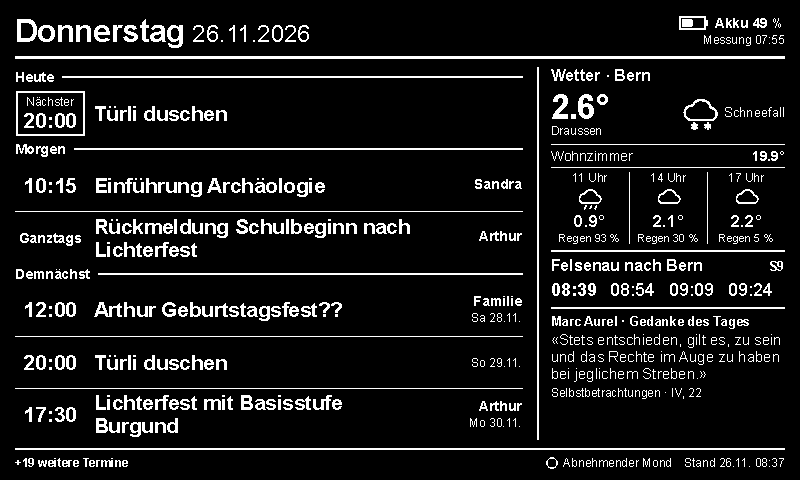 Donnerstag 26.11.2026
Akku 49 %
Messung 07:55
Heute
Nächster
20:00 Türli duschen
Morgen
10:15 Einführung Archäologie Sandra
Ganztags Rückmeldung Schulbeginn nach
Lichterfest Arthur
Demnächst
12:00 Arthur Geburtstagsfest?? Familie
Sa 28.11.
20:00 Türli duschen So 29.11.
17:30 Lichterfest mit Basisstufe
Burgund Arthur
Mo 30.11.
Wetter · Bern
2.6° Schneefall
Draussen
Wohnzimmer 19.9°
11 Uhr 14 Uhr 17 Uhr
0.9° 2.1° 2.2°
Regen 93 % Regen 30 % Regen 5 %
Felsenau nach Bern S9
08:39 08:54 09:09 09:24
Marc Aurel · Gedanke des Tages
«Stets entschieden, gilt es, zu sein
und das Rechte im Auge zu haben
bei jeglichem Streben.»
Selbstbetrachtungen · IV, 22
+19 weitere Termine
Abnehmender Mond Stand 26.11. 08:37